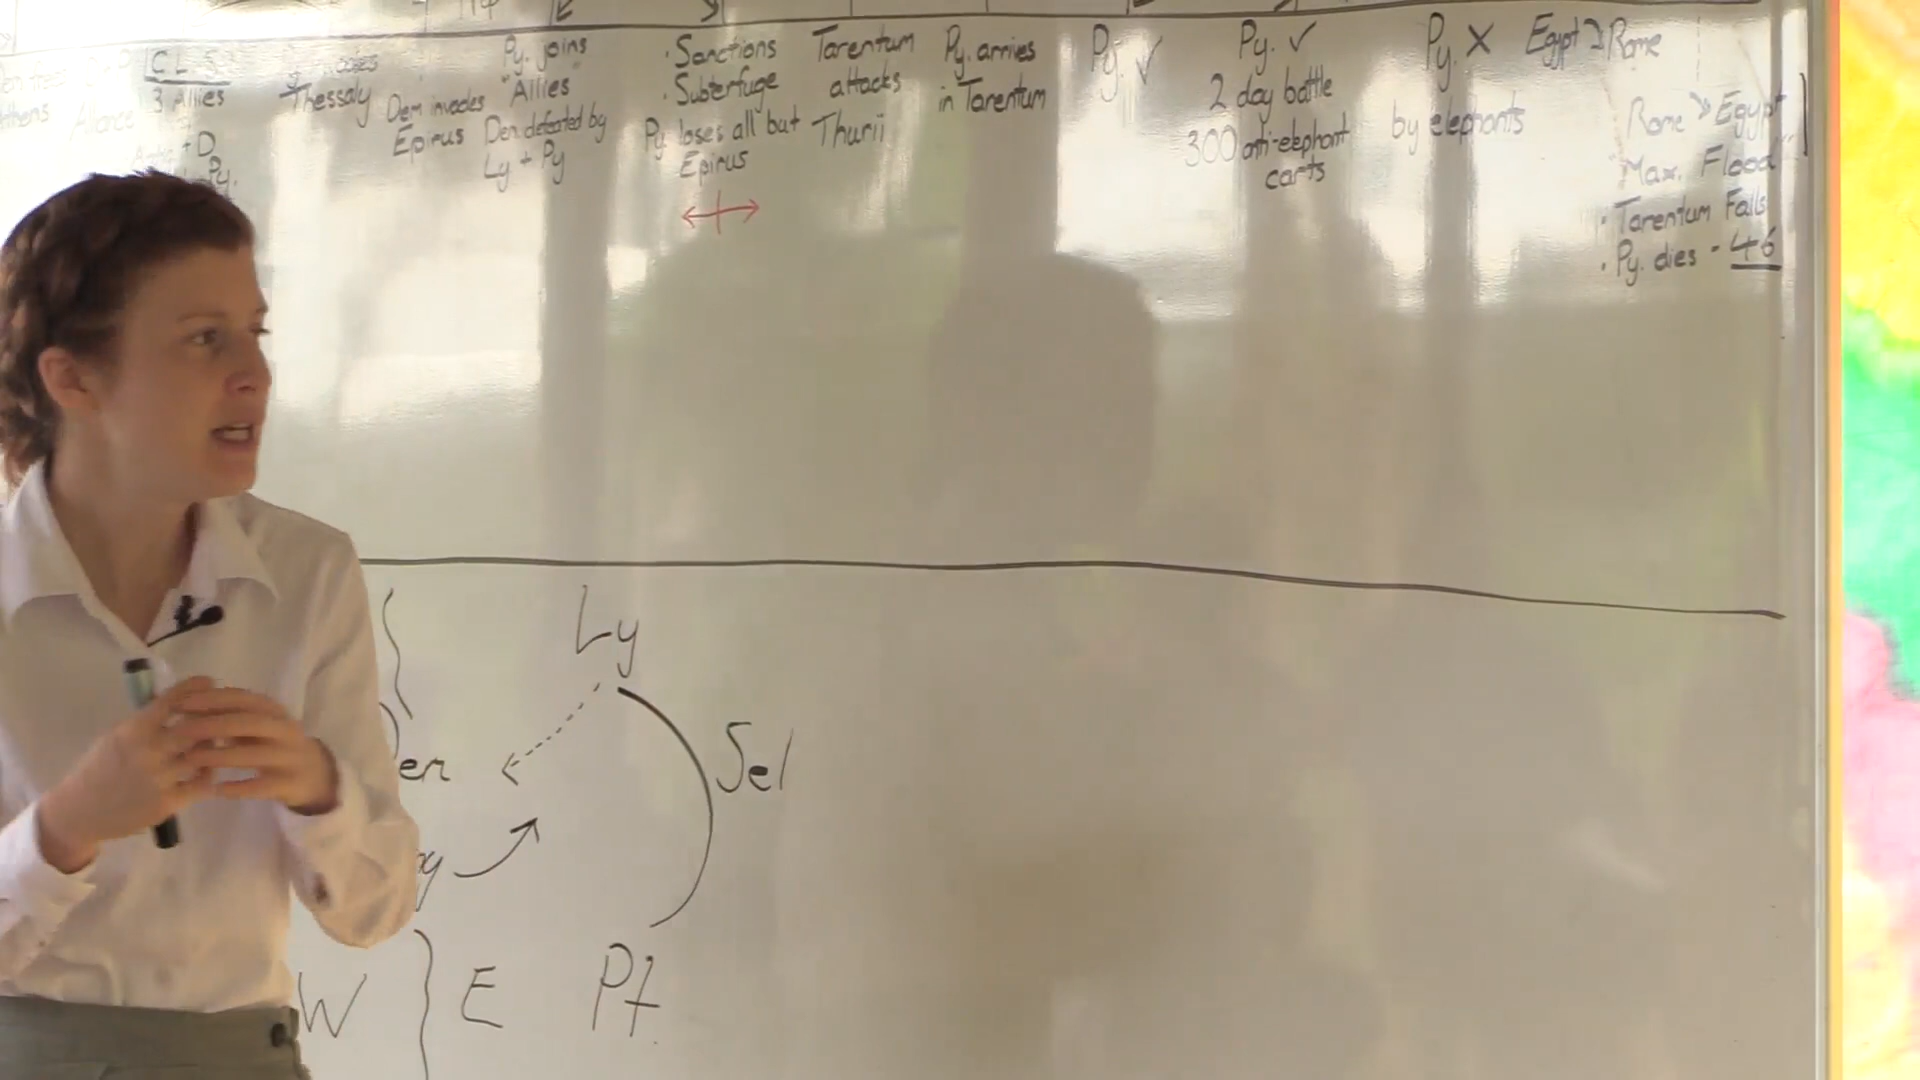 C.L.S.
3 Allies
+ D
Py.
Thessaly
Dem invades
Epirus
Py. joins
"Allies"
Dem defeated by
Ly + Py
· Sanctions
· Subterfuge
Py. loses all but
Epirus
Tarentum
attacks
Thurii
Py. arrives
in Tarentum
Py. ✓
Py. ✓
2 day battle
300 anti-elephant
carts
Py. X
by elephants
Egypt → Rome
Rome → Egypt
Max. Flood
· Tarentum Falls
· Py. dies - 46
Ly
Sel
Pt
E
W